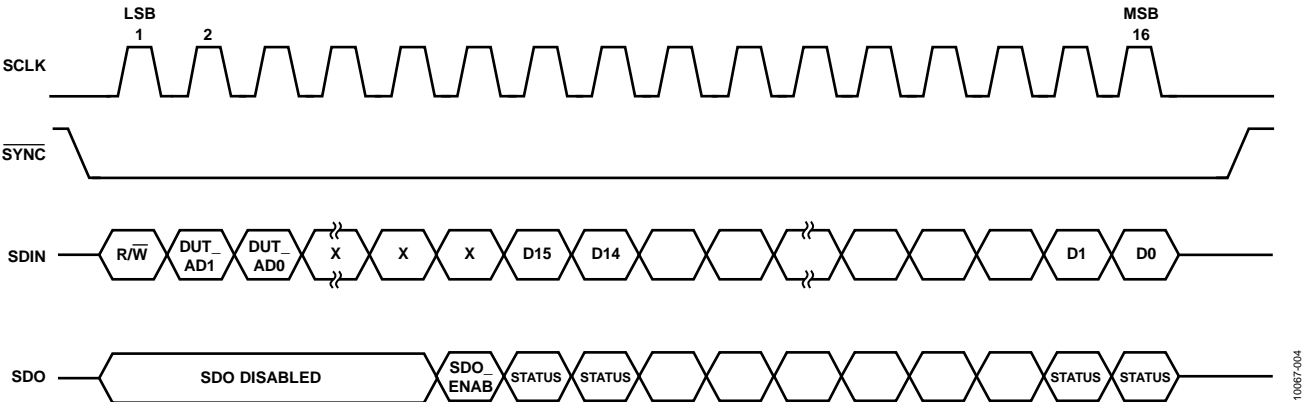 LSB MSB
1 2 16
SCLK
SYNC
SDIN R/W DUT_ AD1 DUT_ AD0 X X X D15 D14 D1 D0
SDO SDO DISABLED SDO_ ENAB STATUS STATUS STATUS STATUS
10067-004